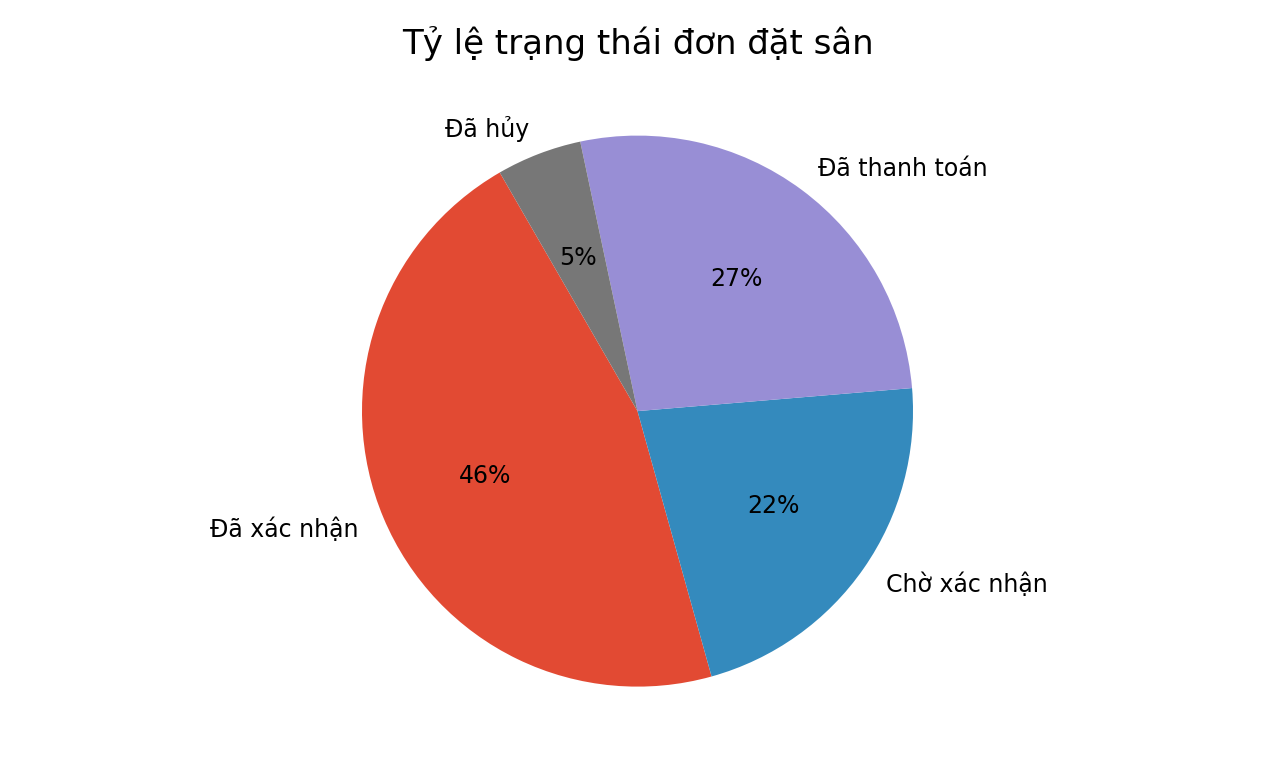 Tỷ lệ trạng thái đơn đặt sân
Đã hủy
Đã thanh toán
5%
27%
46%
22%
Đã xác nhận
Chờ xác nhận